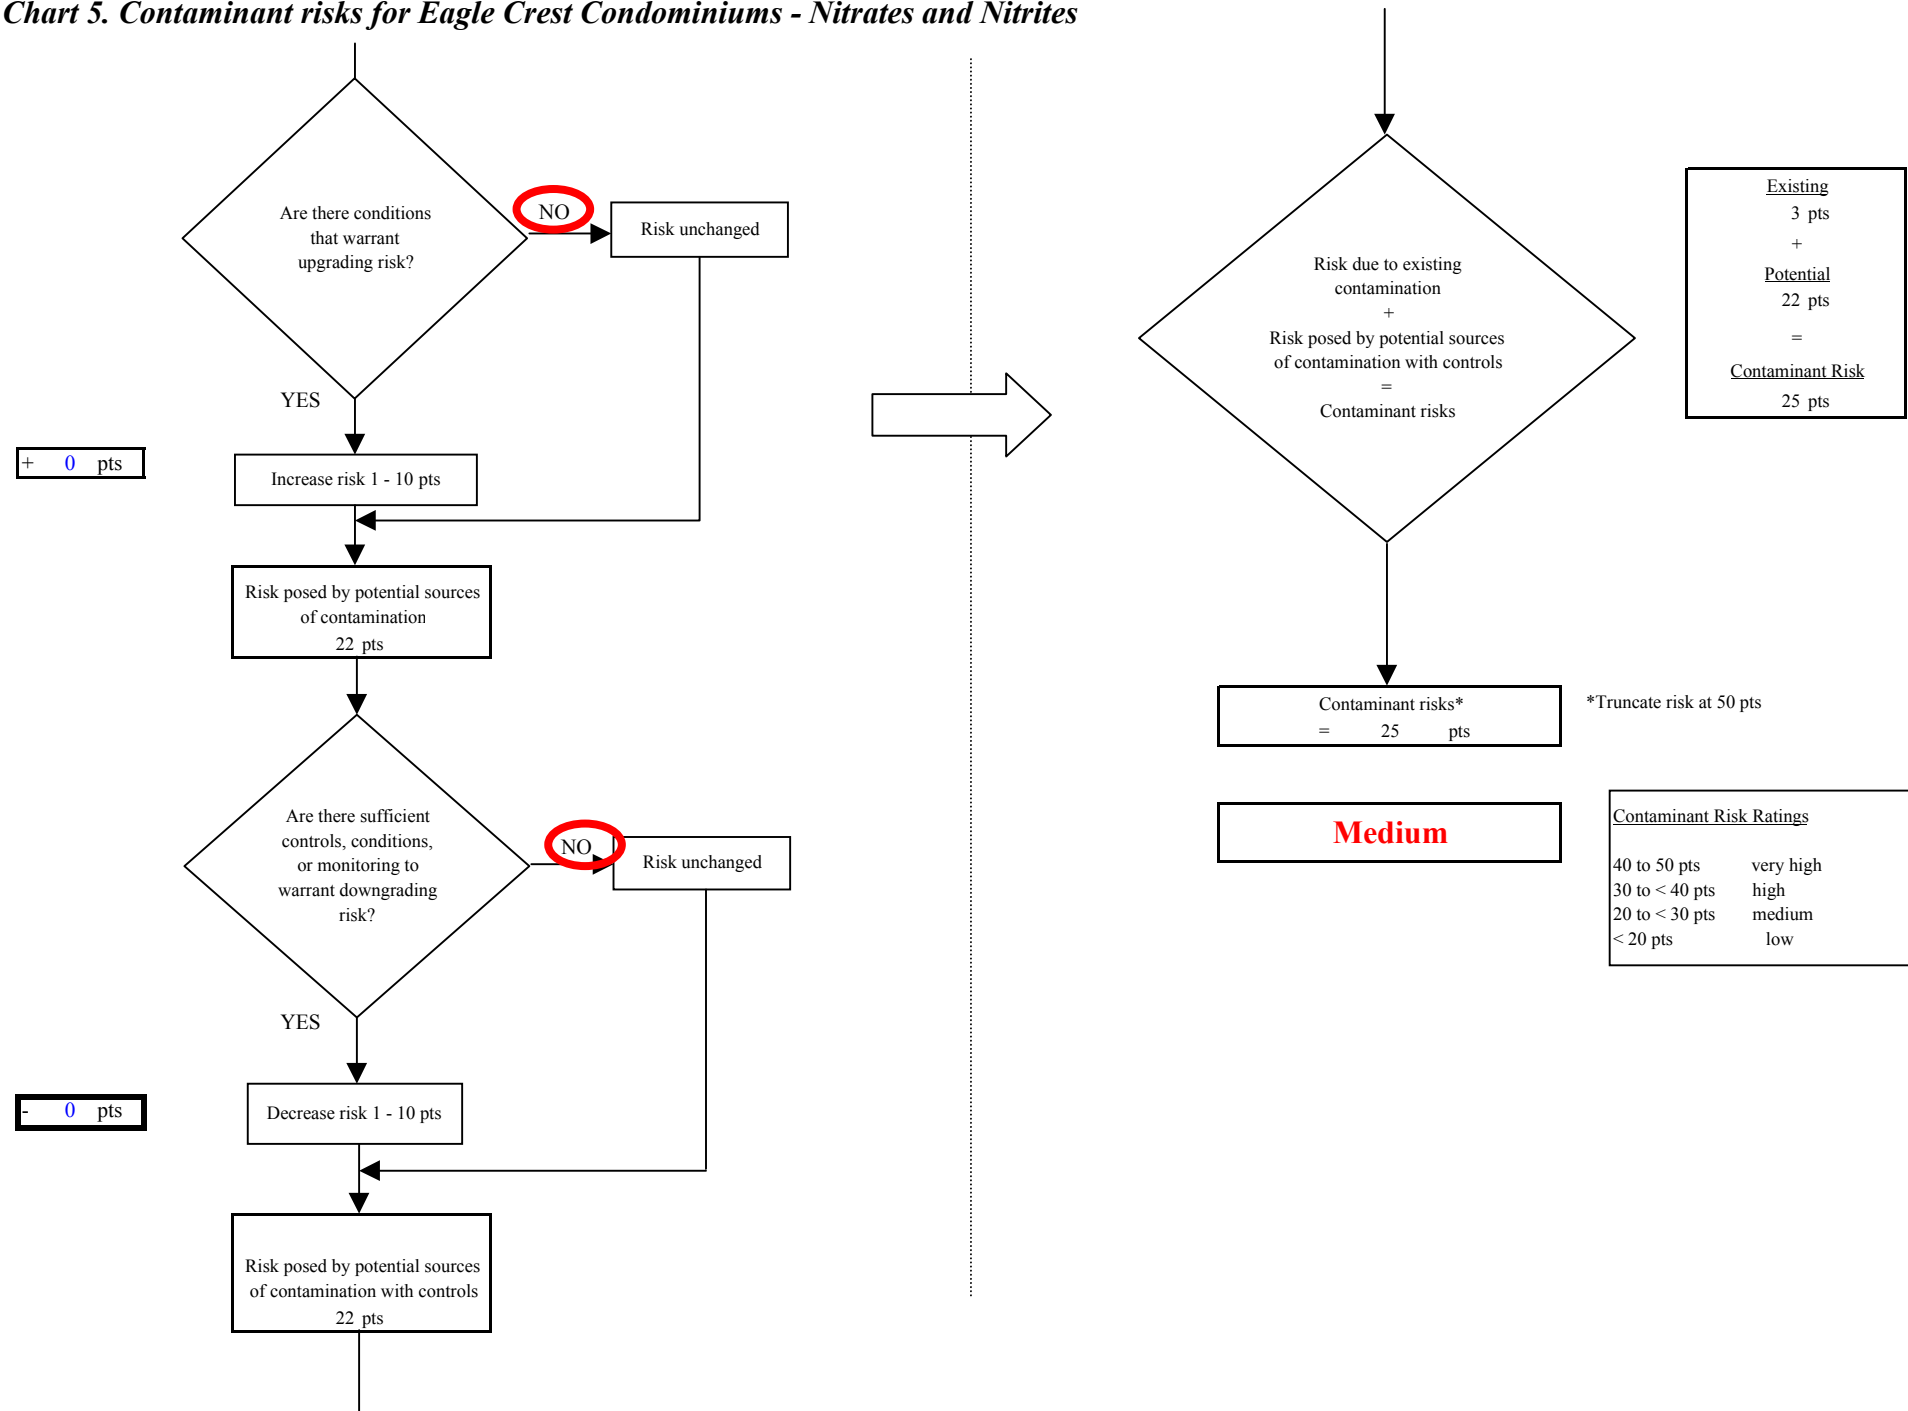 Chart 5. Contaminant risks for Eagle Crest Condominiums - Nitrates and Nitrites
Are there conditions
that warrant
upgrading risk?
NO
Risk unchanged
YES
+ 0 pts
Increase risk 1 - 10 pts
Risk posed by potential sources
of contamination
22 pts
Are there sufficient
controls, conditions,
or monitoring to
warrant downgrading
risk?
NO
Risk unchanged
YES
- 0 pts
Decrease risk 1 - 10 pts
Risk posed by potential sources
of contamination with controls
22 pts
Risk due to existing
contamination
+
Risk posed by potential sources
of contamination with controls
=
Contaminant risks
Existing
3 pts
+
Potential
22 pts
=
Contaminant Risk
25 pts
Contaminant risks*
= 25 pts
*Truncate risk at 50 pts
Medium
Contaminant Risk Ratings
40 to 50 pts very high
30 to < 40 pts high
20 to < 30 pts medium
< 20 pts low